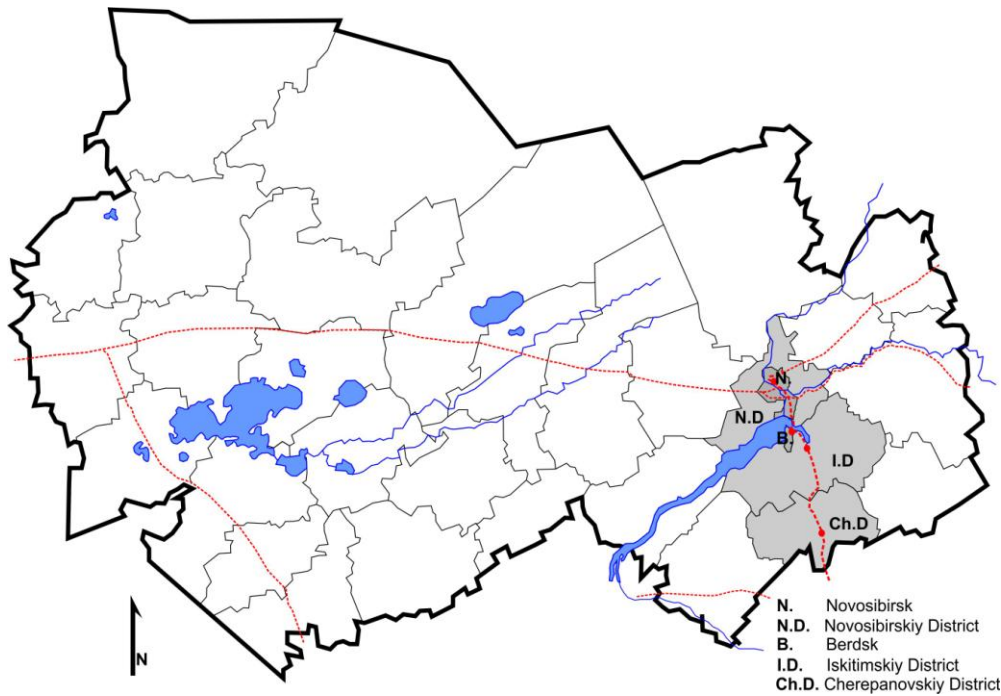 N.
N.D
B.
I.D
Ch.D
N
N. Novosibirsk
N.D. Novosibirskiy District
B. Berdsk
I.D. Iskitimskiy District
Ch.D. Cherepanovskiy District